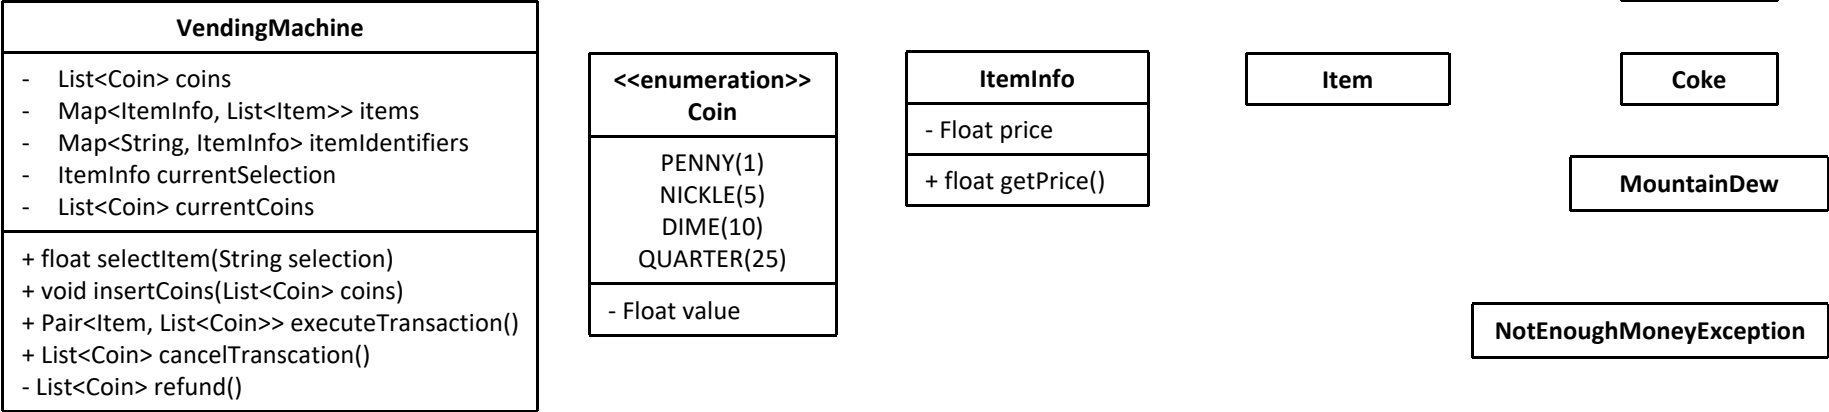 VendingMachine
- List<Coin> coins
- Map<ItemInfo, List<Item>> items
- Map<String, ItemInfo> itemIdentifiers
- ItemInfo currentSelection
- List<Coin> currentCoins
+ float selectItem(String selection)
+ void insertCoins(List<Coin> coins)
+ Pair<Item, List<Coin>> executeTransaction()
+ List<Coin> cancelTranscation()
- List<Coin> refund()
<<enumeration>>
Coin
PENNY(1)
NICKLE(5)
DIME(10)
QUARTER(25)
- Float value
ItemInfo
- Float price
+ float getPrice()
Item
Coke
MountainDew
NotEnoughMoneyException